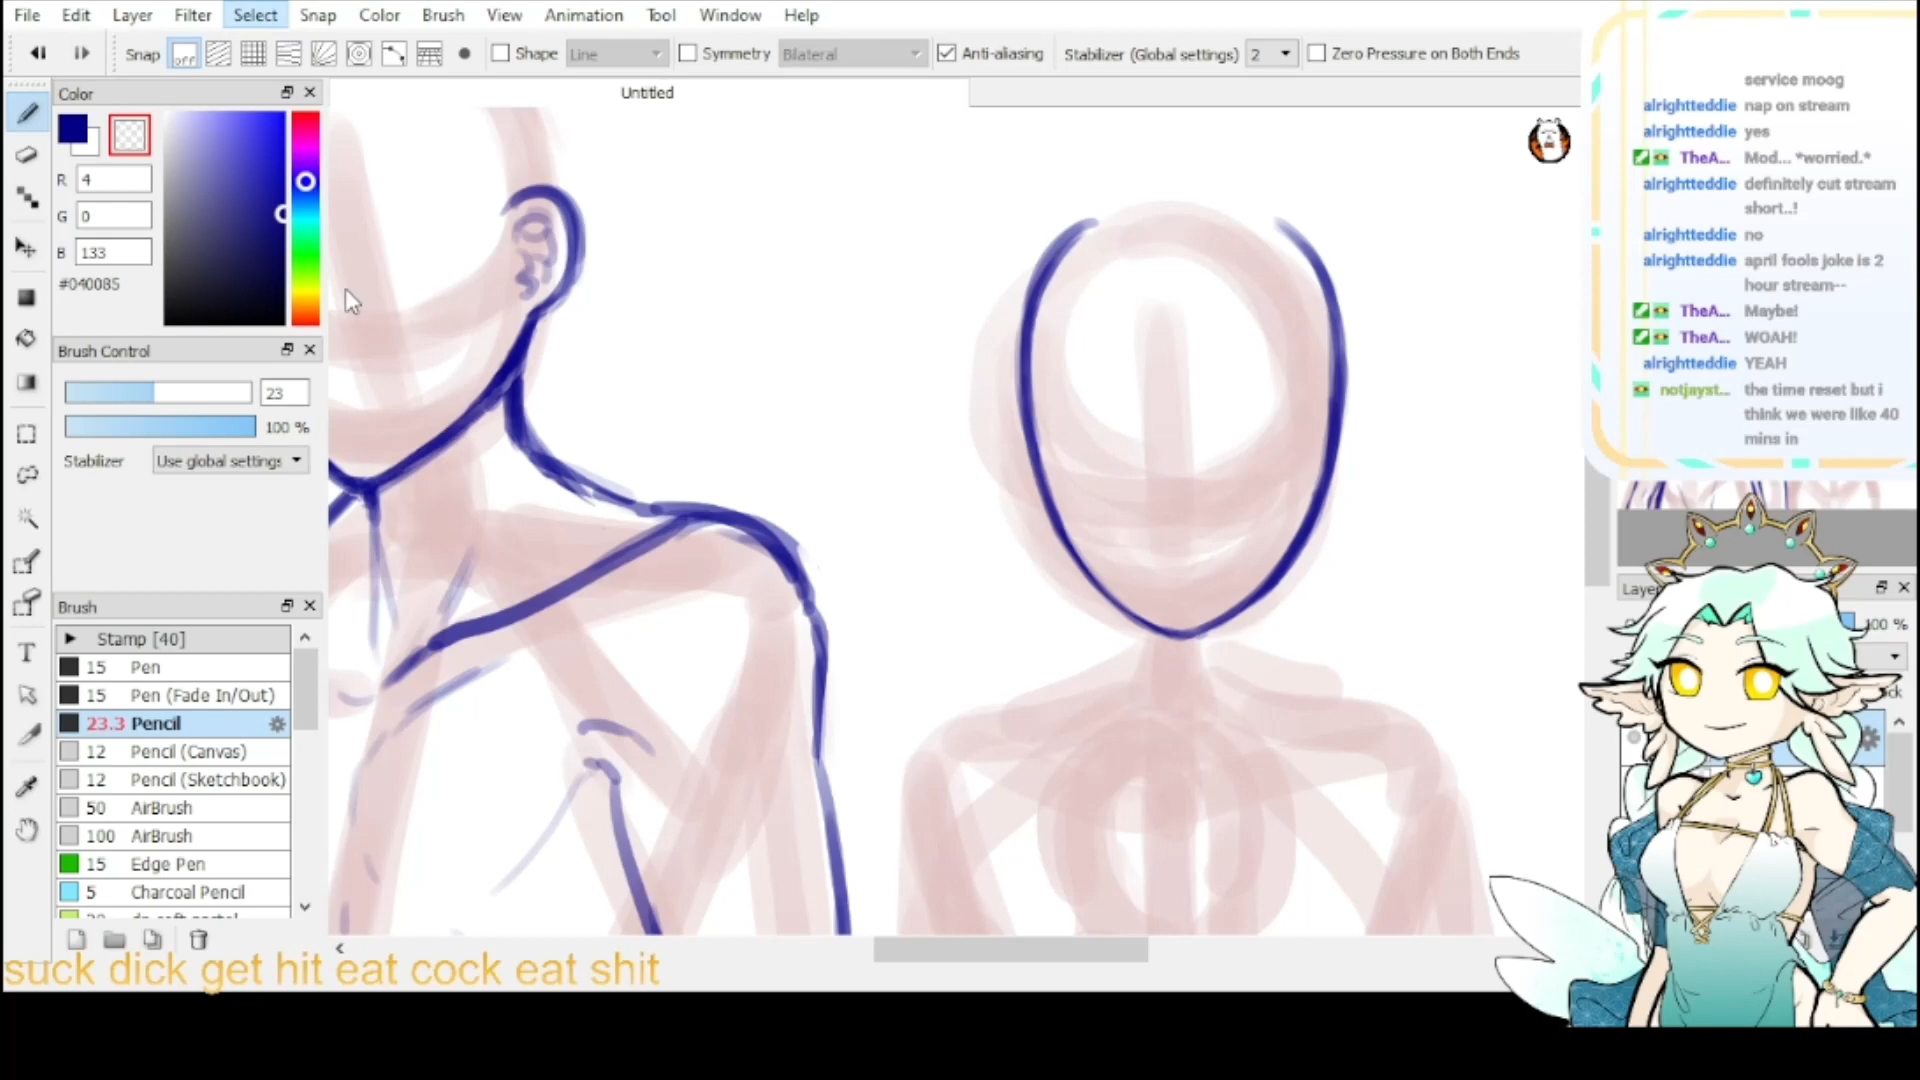 File Edit Layer Filter Select Snap Color Brush View Animation Tool Window Help
Snap off Shape Line Symmetry Bilateral Anti-aliasing Stabilizer (Global settings) 2 Zero Pressure on Both Ends
Color
Untitled
R 4
G 0
B 133
#040085
Brush Control
23
100 %
Stabilizer Use global settings
Brush
Stamp [40]
15 Pen
15 Pen (Fade In/Out)
23.3 Pencil
12 Pencil (Canvas)
12 Pencil (Sketchbook)
50 AirBrush
100 AirBrush
15 Edge Pen
5 Charcoal Pencil
T
suck dick get hit eat cock eat shit
service moog
alrightteddie nap on stream
alrightteddie yes
TheA... Mod... *worried.*
alrightteddie definitely cut stream
short..!
alrightteddie no
alrightteddie april fools joke is 2
hour stream--
TheA... Maybe!
TheA... WOAH!
alrightteddie YEAH
notjayst... the time reset but i
think we were like 40
mins in
100 %